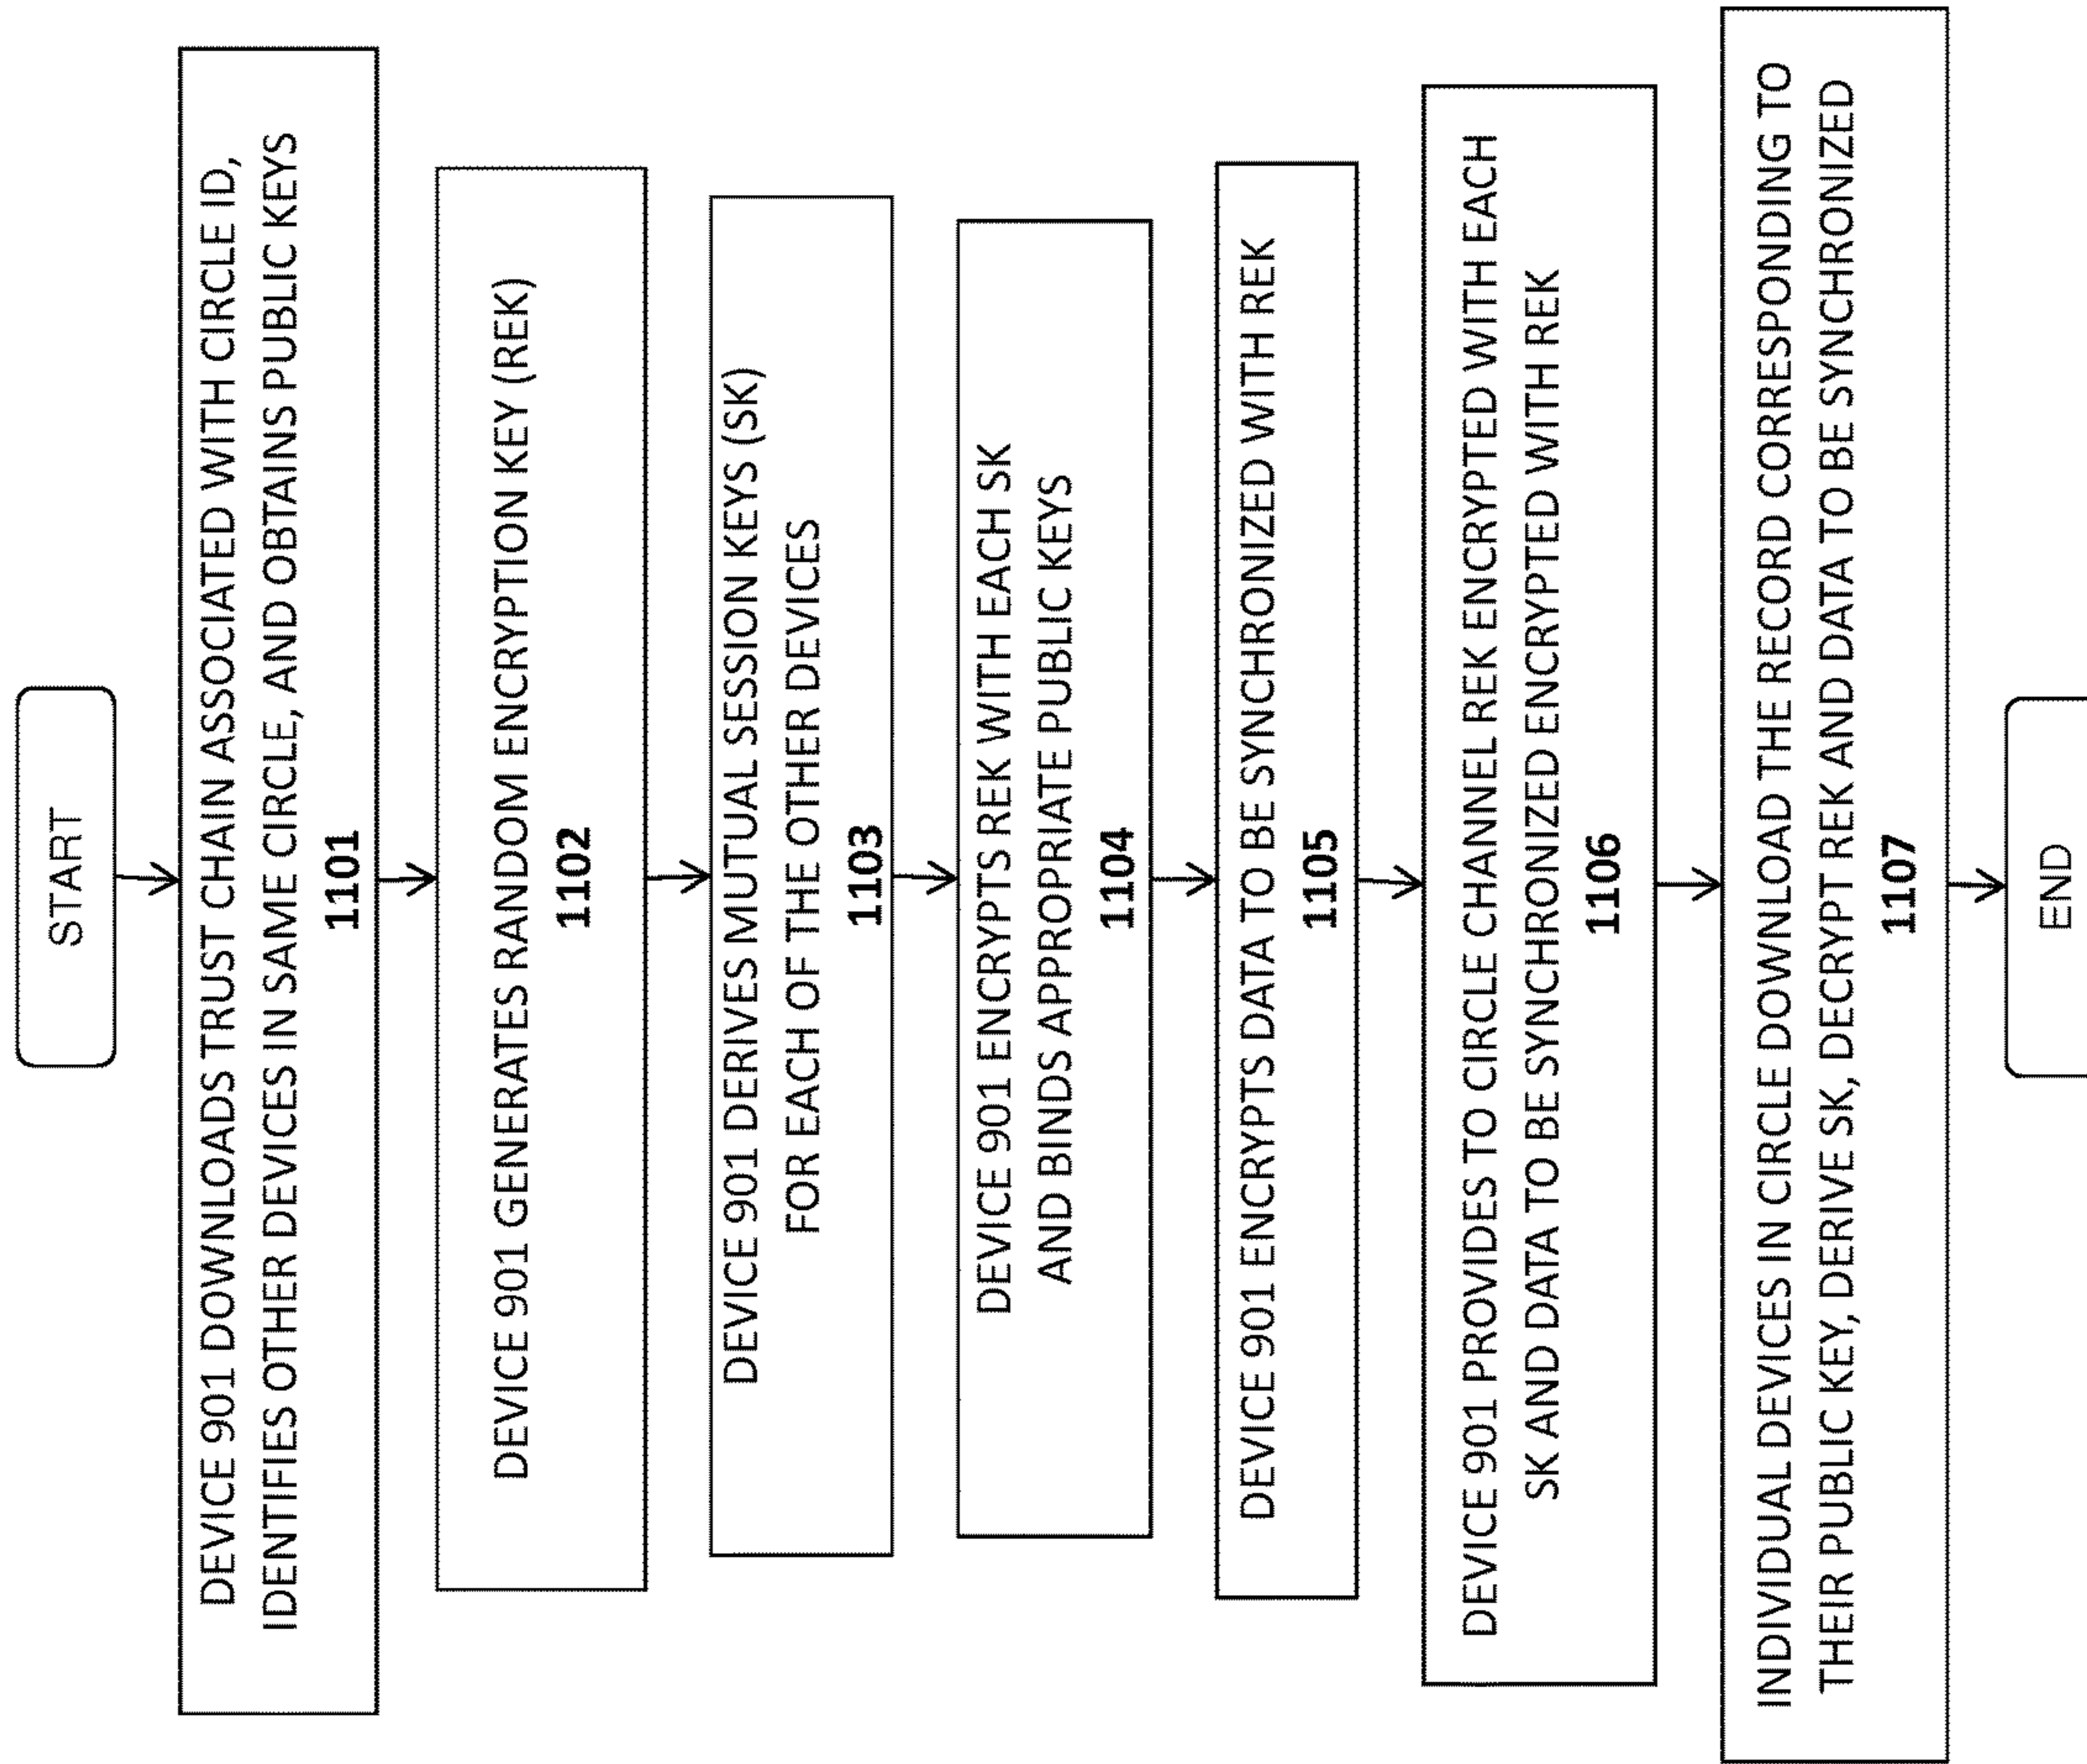 START
DEVICE 901 DOWNLOADS TRUST CHAIN ASSOCIATED WITH CIRCLE ID,
IDENTIFIES OTHER DEVICES IN SAME CIRCLE, AND OBTAINS PUBLIC KEYS
1101
DEVICE 901 GENERATES RANDOM ENCRYPTION KEY (REK)
1102
DEVICE 901 DERIVES MUTUAL SESSION KEYS (SK)
FOR EACH OF THE OTHER DEVICES
1103
DEVICE 901 ENCRYPTS REK WITH EACH SK
AND BINDS APPROPRIATE PUBLIC KEYS
1104
DEVICE 901 ENCRYPTS DATA TO BE SYNCHRONIZED WITH REK
1105
DEVICE 901 PROVIDES TO CIRCLE CHANNEL REK ENCRYPTED WITH EACH
SK AND DATA TO BE SYNCHRONIZED ENCRYPTED WITH REK
1106
INDIVIDUAL DEVICES IN CIRCLE DOWNLOAD THE RECORD CORRESPONDING TO
THEIR PUBLIC KEY, DERIVE SK, DECRYPT REK AND DATA TO BE SYNCHRONIZED
1107
END